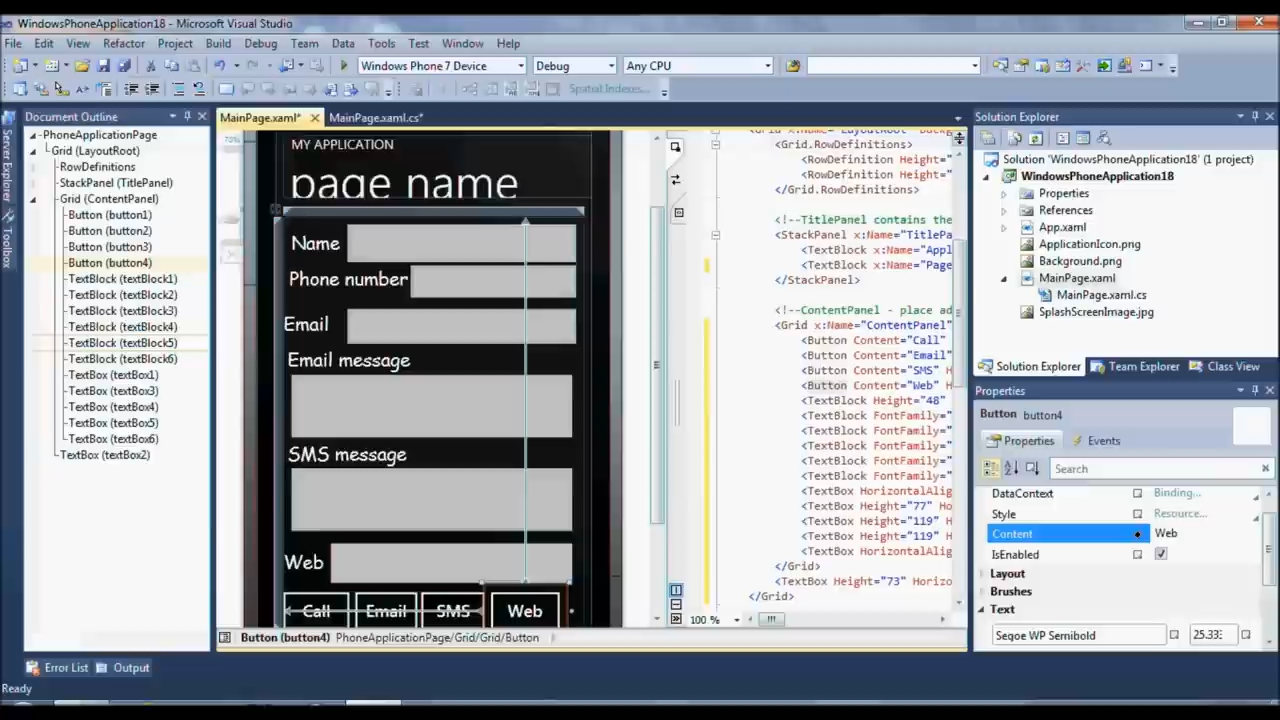 WindowsPhoneApplication18 - Microsoft Visual Studio
File Edit View Refactor Project Build Debug Team Data Tools Test Window Help
Windows Phone 7 Device Debug Any CPU
Spatial Indexes...
Server Explorer
Toolbox
Document Outline
PhoneApplicationPage
Grid (LayoutRoot)
RowDefinitions
StackPanel (TitlePanel)
Grid (ContentPanel)
Button (button1)
Button (button2)
Button (button3)
Button (button4)
TextBlock (textBlock1)
TextBlock (textBlock2)
TextBlock (textBlock3)
TextBlock (textBlock4)
TextBlock (textBlock5)
TextBlock (textBlock6)
TextBox (textBox1)
TextBox (textBox3)
TextBox (textBox4)
TextBox (textBox5)
TextBox (textBox6)
TextBox (textBox2)
MainPage.xaml* MainPage.xaml.cs*
MY APPLICATION
page name
Name
Phone number
Email
Email message
SMS message
Web
Call Email SMS Web
<Grid.RowDefinitions>
<RowDefinition Height="
<RowDefinition Height="
</Grid.RowDefinitions>
<!--TitlePanel contains the
<StackPanel x:Name="TitlePa
<TextBlock x:Name="Appl
<TextBlock x:Name="Page
</StackPanel>
<!--ContentPanel - place ad
<Grid x:Name="ContentPanel"
<Button Content="Call"
<Button Content="Email"
<Button Content="SMS" H
<Button Content="Web" H
<TextBlock Height="48"
<TextBlock FontFamily="
<TextBlock FontFamily="
<TextBlock FontFamily="
<TextBlock FontFamily="
<TextBlock FontFamily="
<TextBox HorizontalAlig
<TextBox Height="77" H
<TextBox Height="119" H
<TextBox Height="119" H
<TextBox HorizontalAlig
</Grid>
<TextBox Height="73" Horizo
</Grid>
100 %
Button (button4) PhoneApplicationPage/Grid/Grid/Button
Solution Explorer
Solution 'WindowsPhoneApplication18' (1 project)
WindowsPhoneApplication18
Properties
References
App.xaml
ApplicationIcon.png
Background.png
MainPage.xaml
MainPage.xaml.cs
SplashScreenImage.jpg
Solution Explorer Team Explorer Class View
Properties
Button button4
Properties Events
Search
DataContext Binding...
Style Resource...
Content Web
IsEnabled
Layout
Brushes
Text
Segoe WP Semibold
Error List Output
Ready